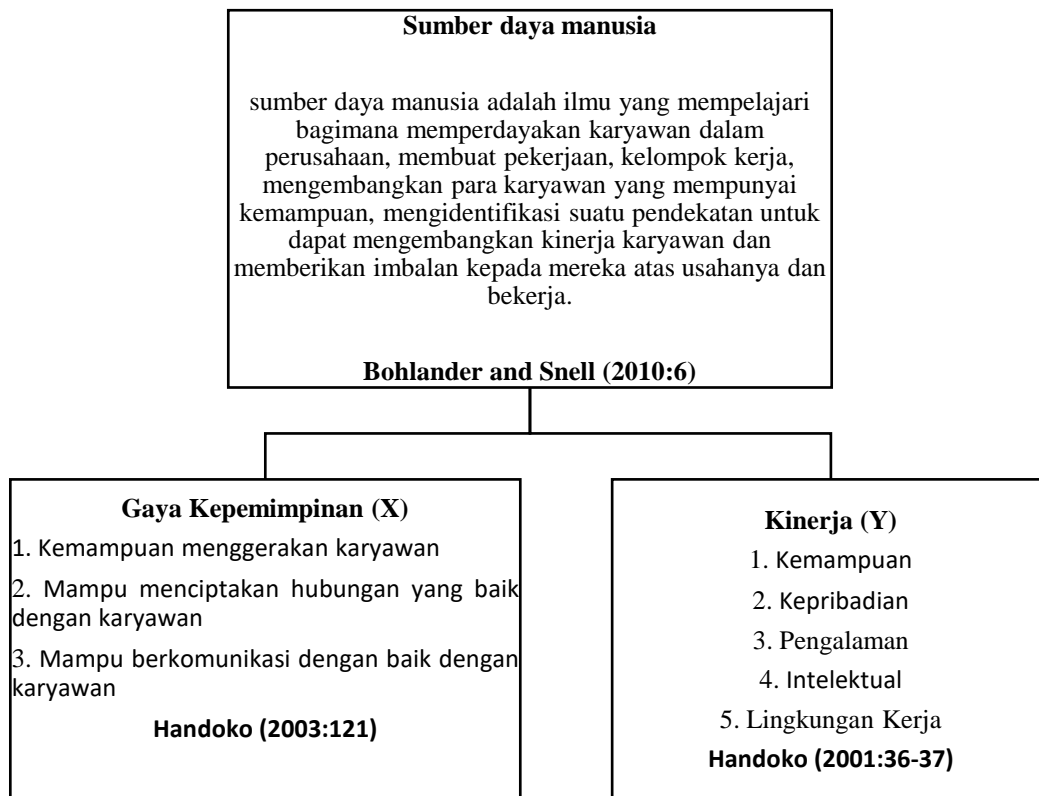 Sumber daya manusia
sumber daya manusia adalah ilmu yang mempelajari
bagimana memperdayakan karyawan dalam
perusahaan, membuat pekerjaan, kelompok kerja,
mengembangkan para karyawan yang mempunyai
kemampuan, mengidentifikasi suatu pendekatan untuk
dapat mengembangkan kinerja karyawan dan
memberikan imbalan kepada mereka atas usahanya dan
bekerja.
Bohlander and Snell (2010:6)
Gaya Kepemimpinan (X)
1. Kemampuan menggerakan karyawan
2. Mampu menciptakan hubungan yang baik
dengan karyawan
3. Mampu berkomunikasi dengan baik dengan
karyawan
Handoko (2003:121)
Kinerja (Y)
1. Kemampuan
2. Kepribadian
3. Pengalaman
4. Intelektual
5. Lingkungan Kerja
Handoko (2001:36-37)